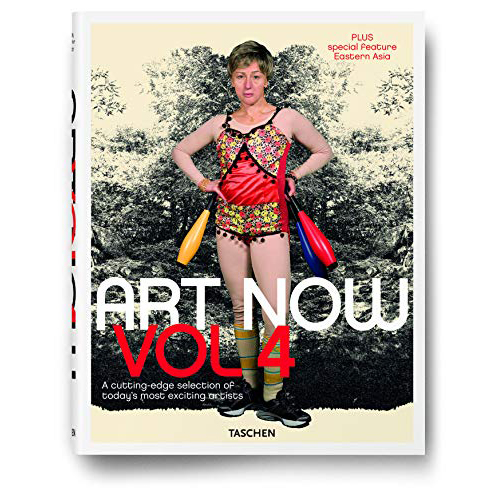 PLUS
special feature
Eastern Asia
ART NOW
VOL 4
A cutting-edge selection of
today's most exciting artists
TASCHEN